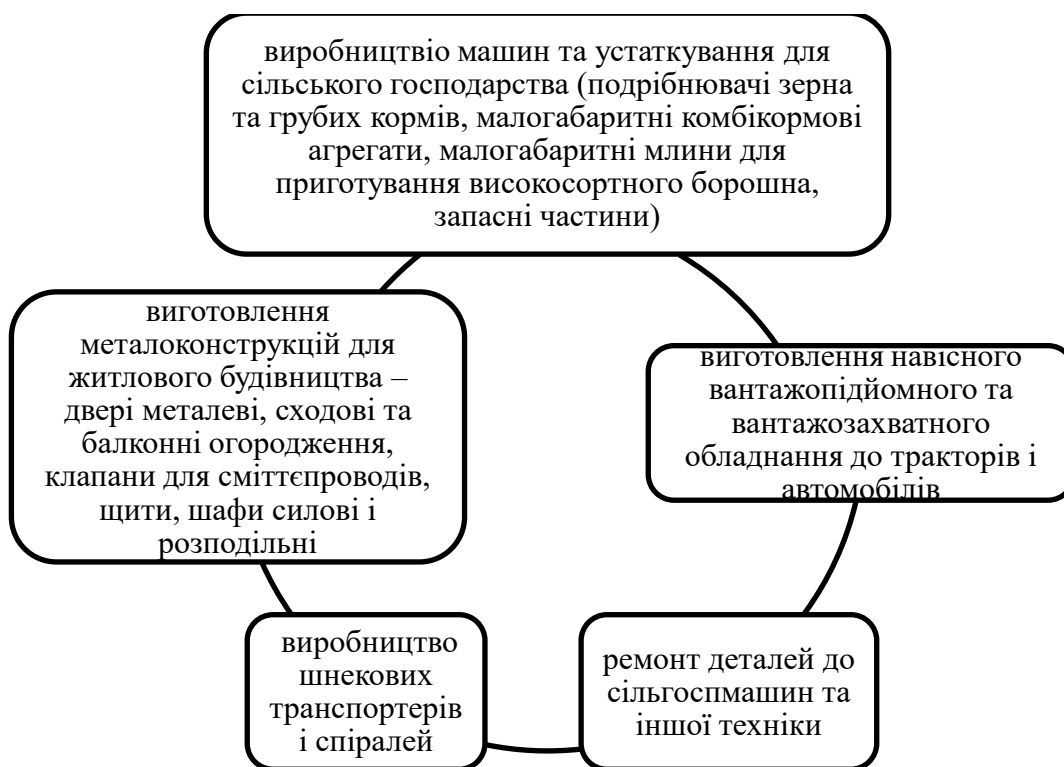 виробництвіо машин та устаткування для
сільського господарства (подрібнювачі зерна
та грубих кормів, малогабаритні комбікормові
агрегати, малогабаритні млини для
приготування високосортного борошна,
запасні частини)
виготовлення навісного
вантажопідйомного та
вантажозахватного
обладнання до тракторів і
автомобілів
ремонт деталей до
сільгоспмашин та
іншої техніки
виробництво
шнекових
транспортерів
і спіралей
виготовлення
металоконструкцій для
житлового будівництва –
двері металеві, сходові та
балконні огородження,
клапани для сміттєпроводів,
щити, шафи силові і
розподільні